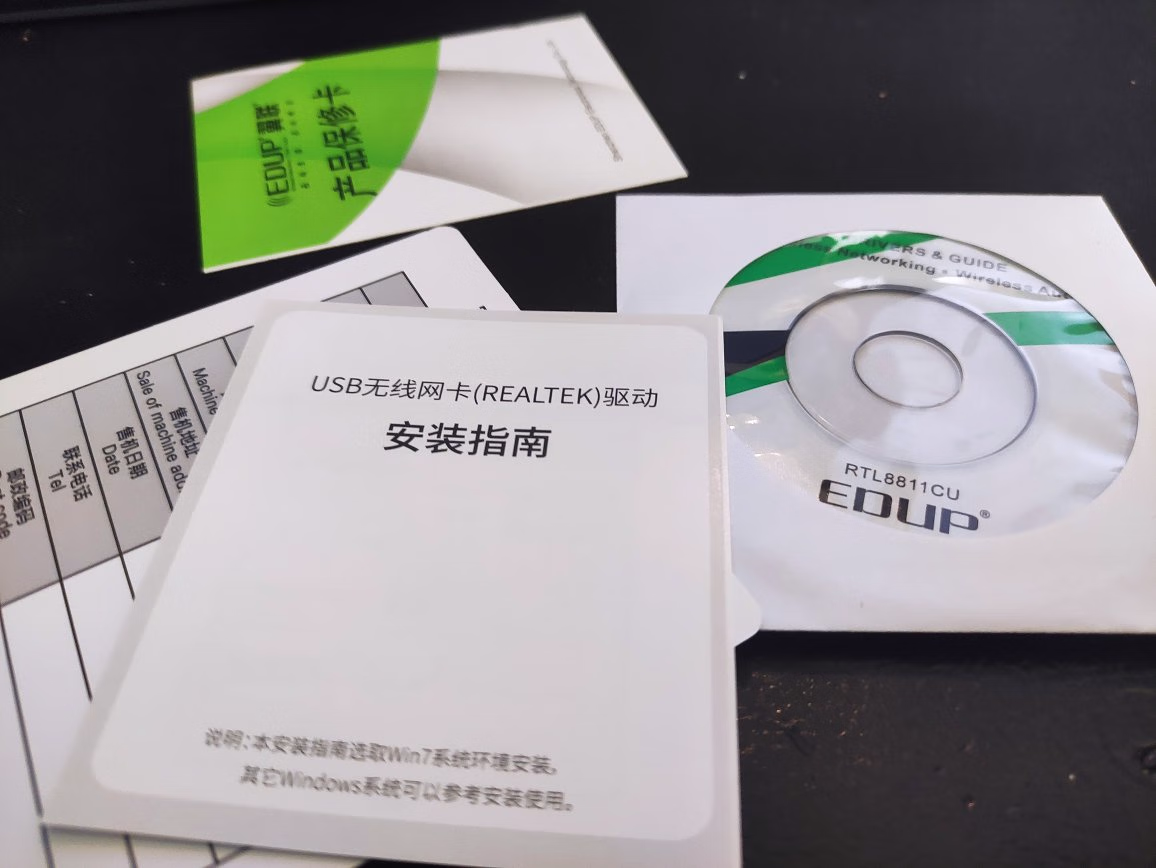 EDUP 翼联
产品保修卡
DRIVERS & GUIDE
Networking • Wireless
RTL8811CU
EDUP®
USB无线网卡(REALTEK)驱动
安装指南
说明:本安装指南选取Win7系统环境安装。
其它Windows系统可以参考安装使用。
Machine
售机地址
Sale of machine
售机日期
Date
联系电话
Tel
邮政编码
code